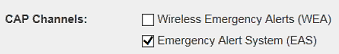 CAP Channels: Wireless Emergency Alerts (WEA)
Emergency Alert System (EAS)